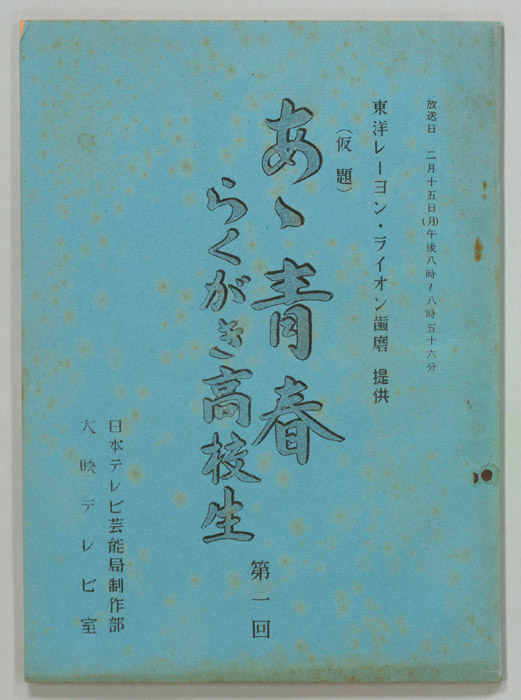 放送日 二月十五日(月)午後八時〜八時五十六分
東洋レーヨン・ライオン歯磨 提供
(仮題)
あゝ青春
らくがき高校生
第一回
日本テレビ芸能局制作部
大映テレビ室